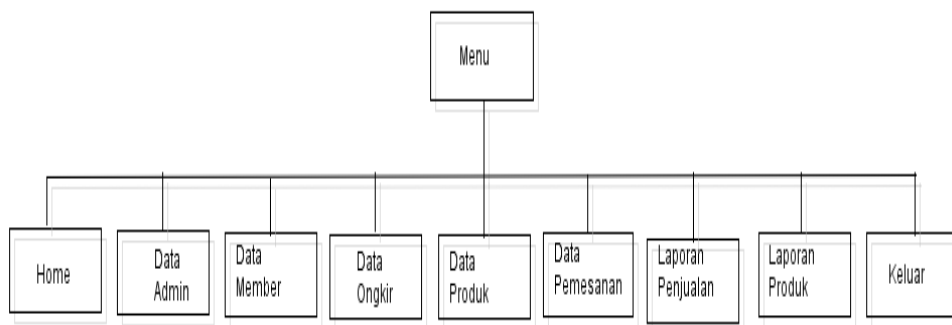 Menu
Home
Data
Admin
Data
Member
Data
Ongkir
Data
Produk
Data
Pemesanan
Laporan
Penjualan
Laporan
Produk
Keluar